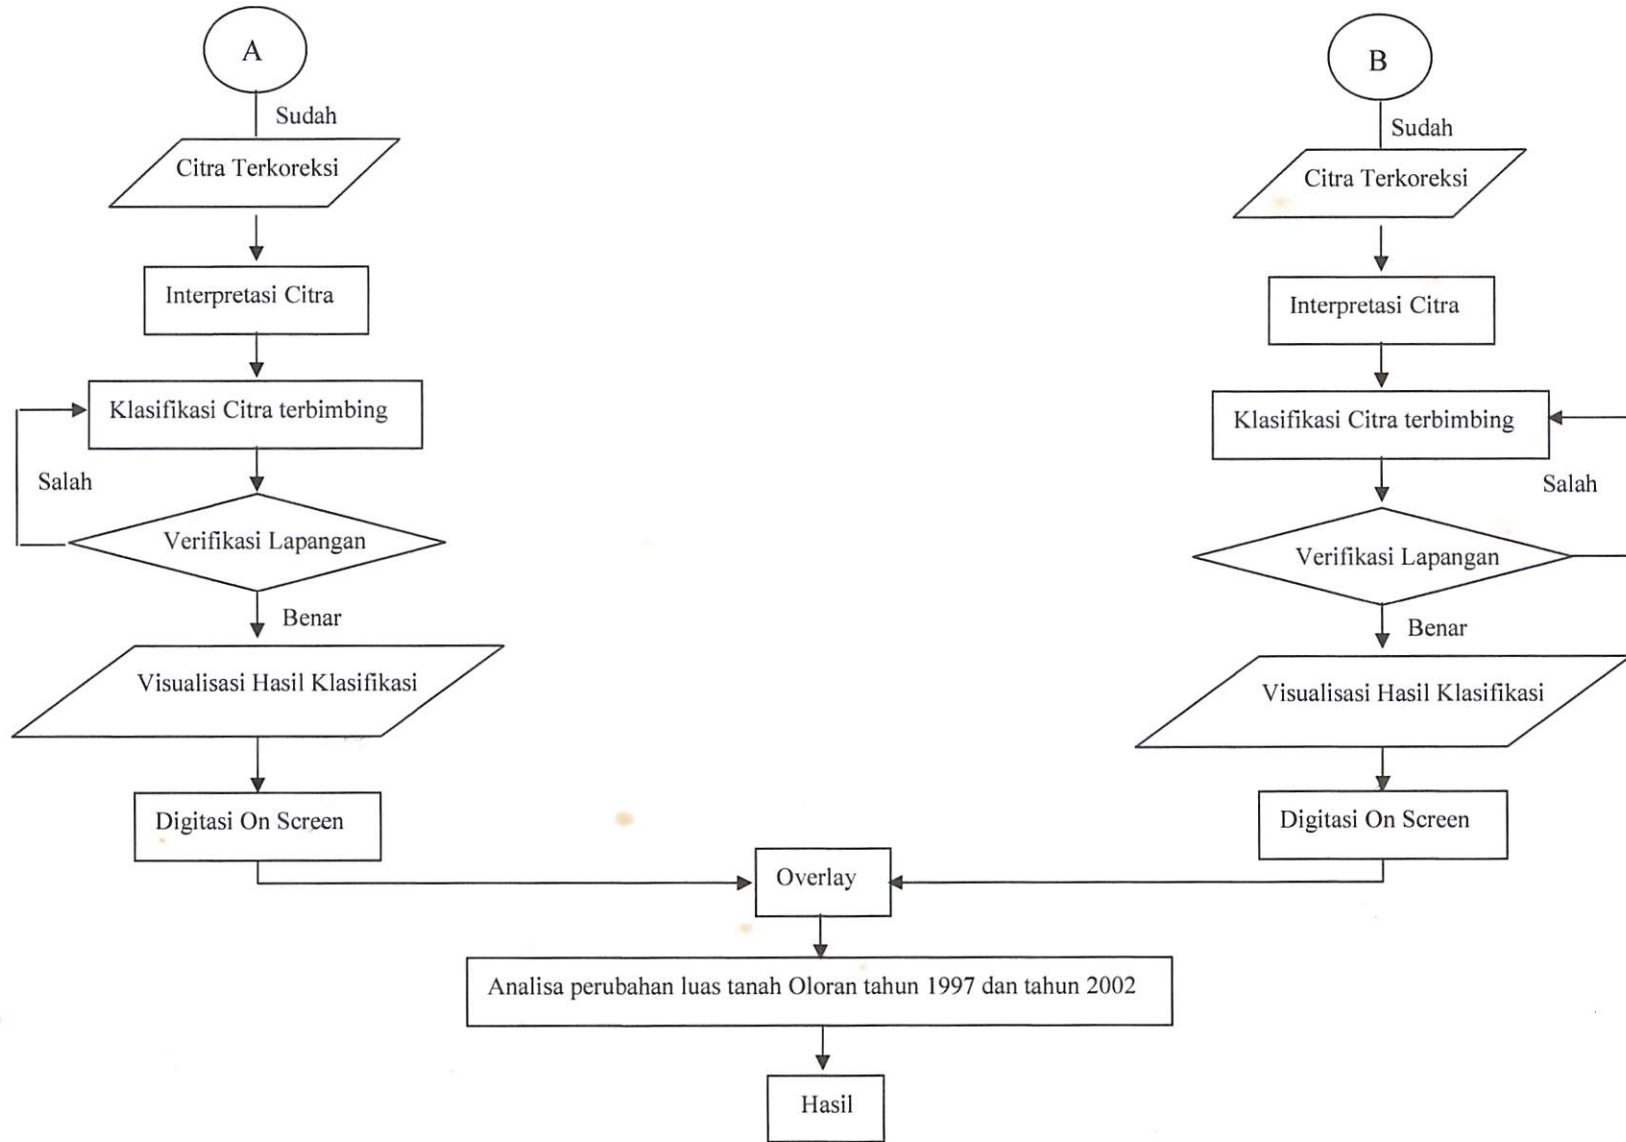 A
Sudah
Citra Terkoreksi
Interpretasi Citra
Klasifikasi Citra terbimbing
Salah
Verifikasi Lapangan
Benar
Visualisasi Hasil Klasifikasi
Digitasi On Screen
B
Sudah
Citra Terkoreksi
Interpretasi Citra
Klasifikasi Citra terbimbing
Salah
Verifikasi Lapangan
Benar
Visualisasi Hasil Klasifikasi
Digitasi On Screen
Overlay
Analisa perubahan luas tanah Oloran tahun 1997 dan tahun 2002
Hasil